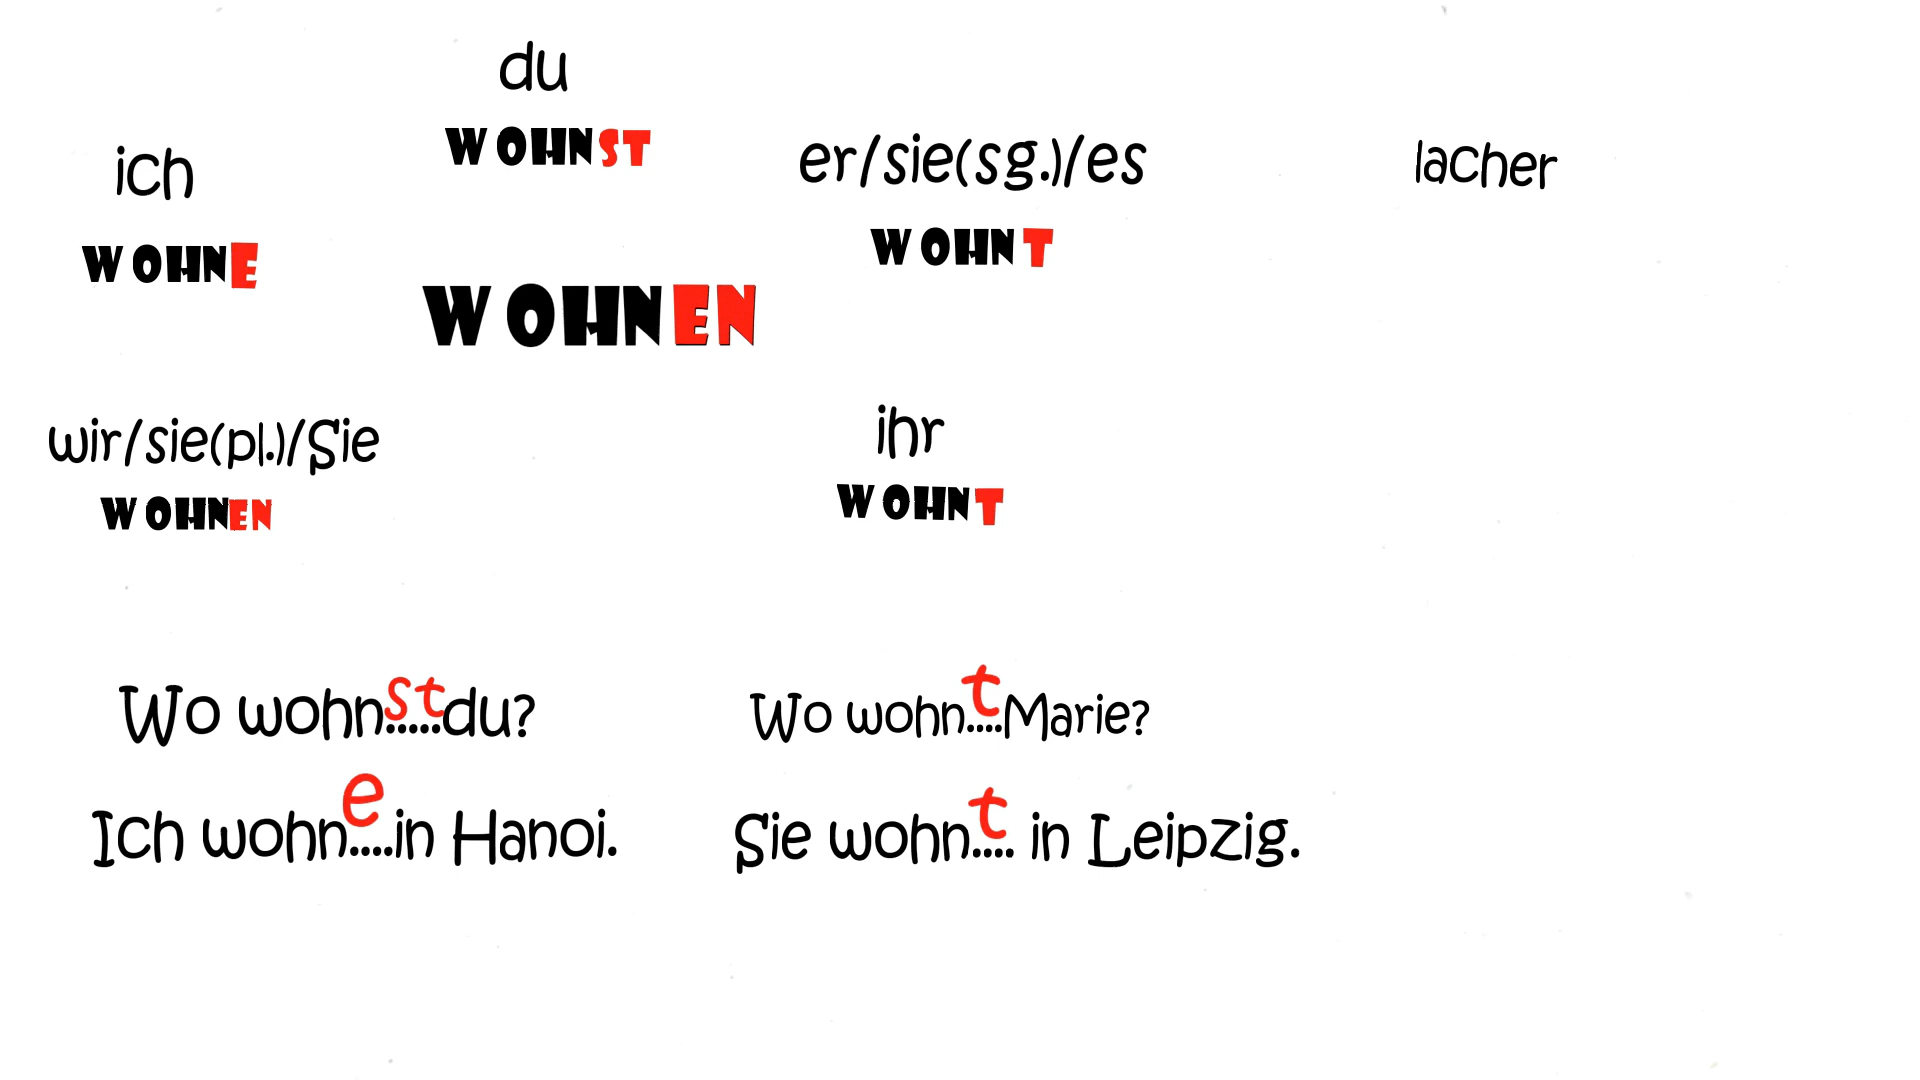 du
WOHNST
ich
WOHNE
er/sie(sg.)/es
WOHNT
lacher
WOHNEN
wir/sie(pl.)/Sie
WOHNEN
ihr
WOHNT
Wo wohn.st.du?
Ich wohn.e.in Hanoi.
Wo wohn.t.Marie?
Sie wohn.t. in Leipzig.